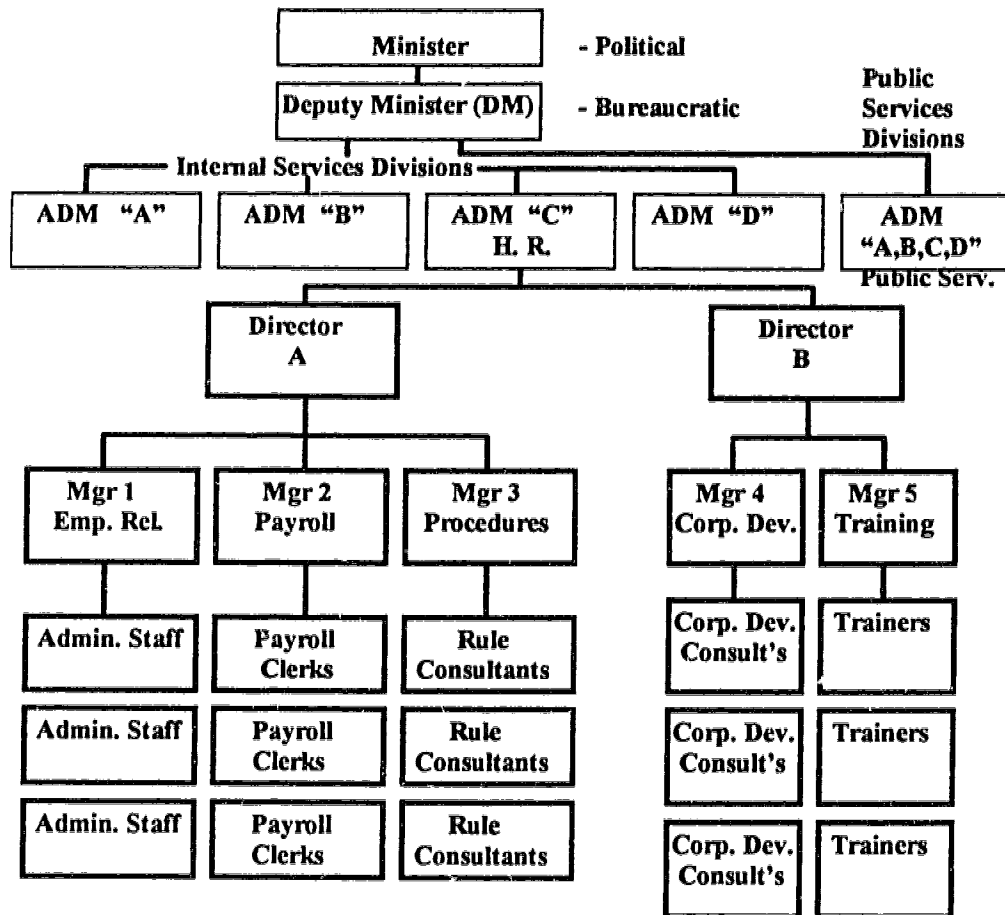 Minister - Political
Deputy Minister (DM) - Bureaucratic
Public
Services
Divisions
Internal Services Divisions
ADM "A"
ADM "B"
ADM "C"
H. R.
ADM "D"
ADM
"A,B,C,D"
Public Serv.
Director
A
Director
B
Mgr 1
Emp. Rel.
Mgr 2
Payroll
Mgr 3
Procedures
Mgr 4
Corp. Dev.
Mgr 5
Training
Admin. Staff
Payroll
Clerks
Rule
Consultants
Corp. Dev.
Consult's
Trainers
Admin. Staff
Payroll
Clerks
Rule
Consultants
Corp. Dev.
Consult's
Trainers
Admin. Staff
Payroll
Clerks
Rule
Consultants
Corp. Dev.
Consult's
Trainers